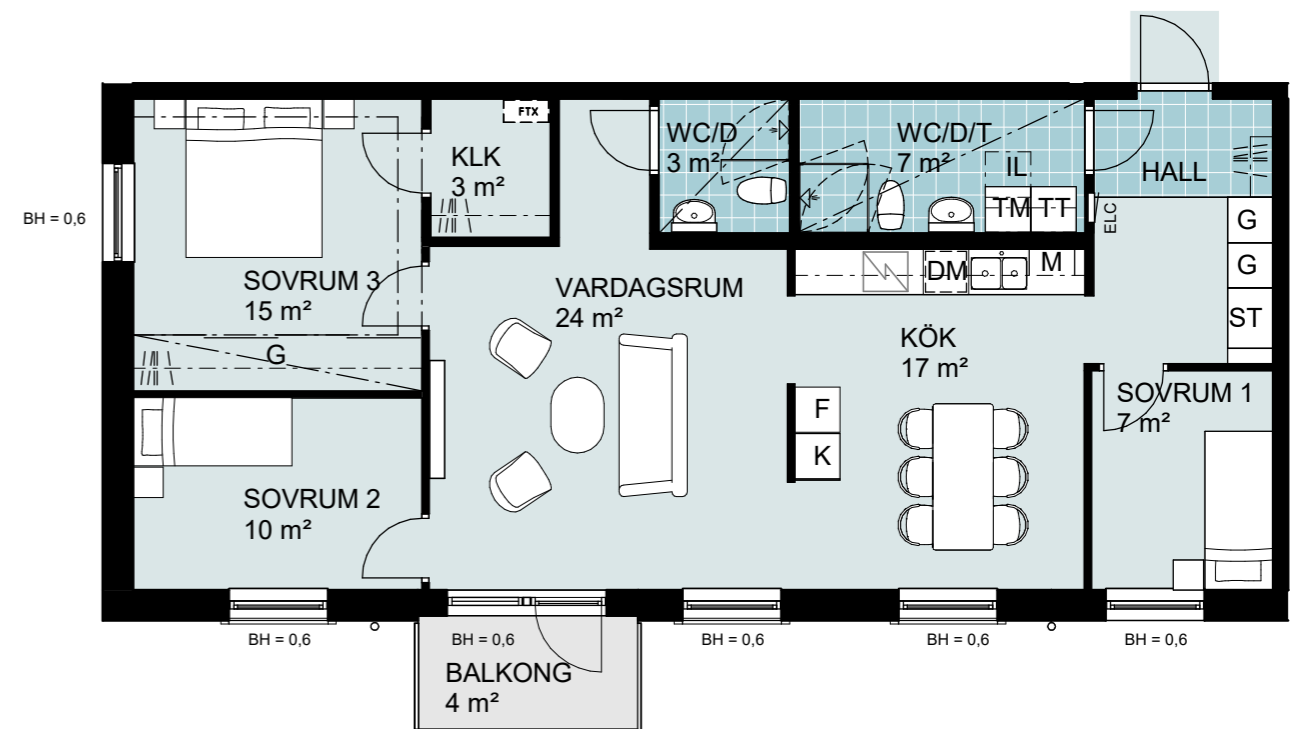 FTX
WC/D
3 m²
WC/D/T
7 m²
KLK
3 m²
IL
TM
TT
HALL
ELC
G
G
ST
BH = 0,6
SOVRUM 3
15 m²
G
VARDAGSRUM
24 m²
DM
M
KÖK
17 m²
F
K
SOVRUM 1
7 m²
SOVRUM 2
10 m²
BH = 0,6
BH = 0,6
BH = 0,6
BH = 0,6
BH = 0,6
BALKONG
4 m²